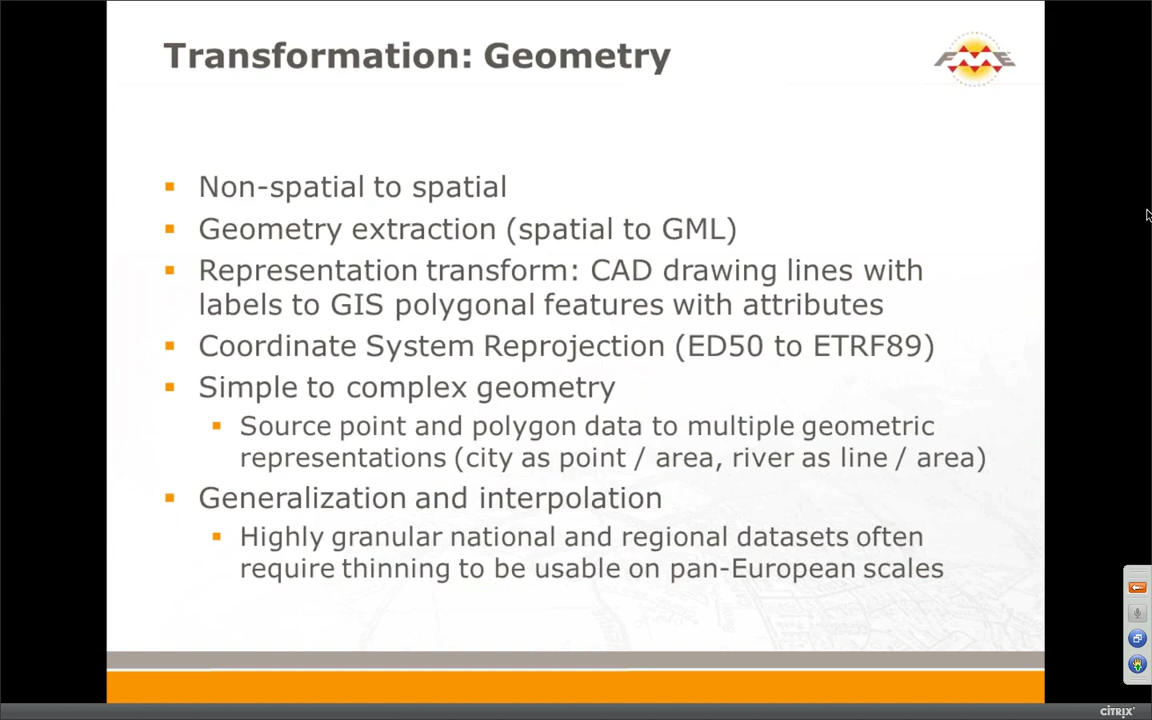 Transformation: Geometry
FME
Non-spatial to spatial
Geometry extraction (spatial to GML)
Representation transform: CAD drawing lines with
labels to GIS polygonal features with attributes
Coordinate System Reprojection (ED50 to ETRF89)
Simple to complex geometry
Source point and polygon data to multiple geometric
representations (city as point / area, river as line / area)
Generalization and interpolation
Highly granular national and regional datasets often
require thinning to be usable on pan-European scales
CITRIX